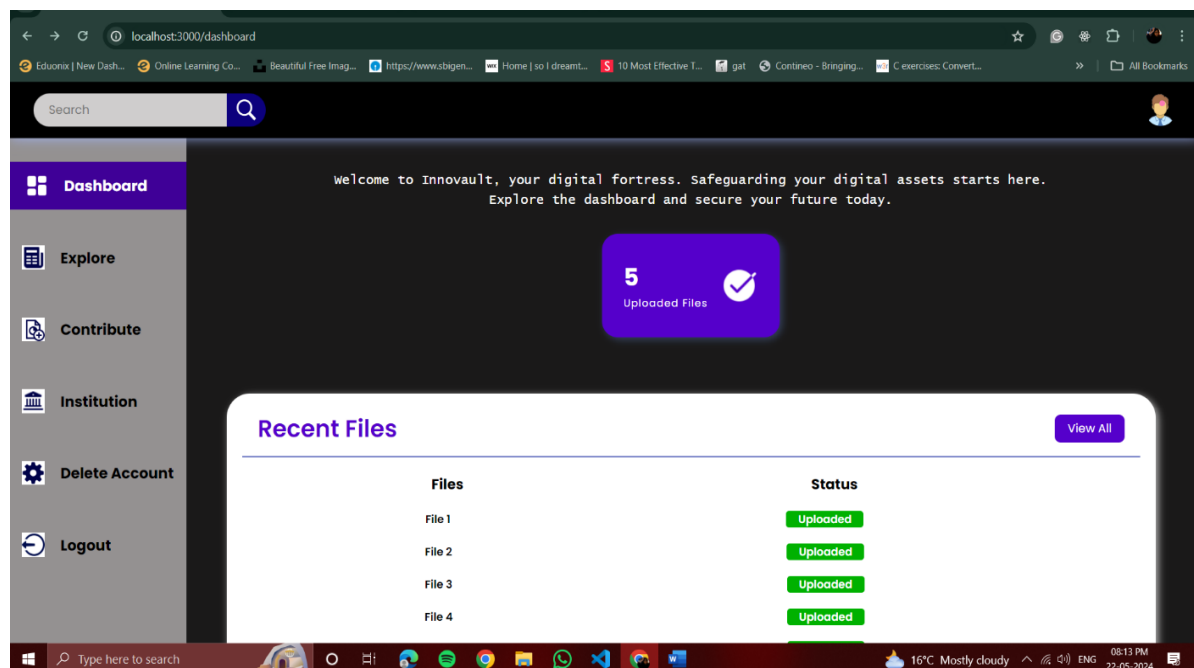 localhost:3000/dashboard
Eduonix | New Dash... Online Learning Co... Beautiful Free Imag... https://www.sbigen... Home | so I dreamt... 10 Most Effective T... gat Contineo - Bringing... C exercises: Convert... » All Bookmarks
Search
Dashboard
Explore
Contribute
Institution
Delete Account
Logout
Welcome to Innovault, your digital fortress. Safeguarding your digital assets starts here.
Explore the dashboard and secure your future today.
5
Uploaded Files
Recent Files
View All
Files Status
File 1 Uploaded
File 2 Uploaded
File 3 Uploaded
File 4 Uploaded
Type here to search
16°C Mostly cloudy
ENG
08:13 PM
22-05-2024